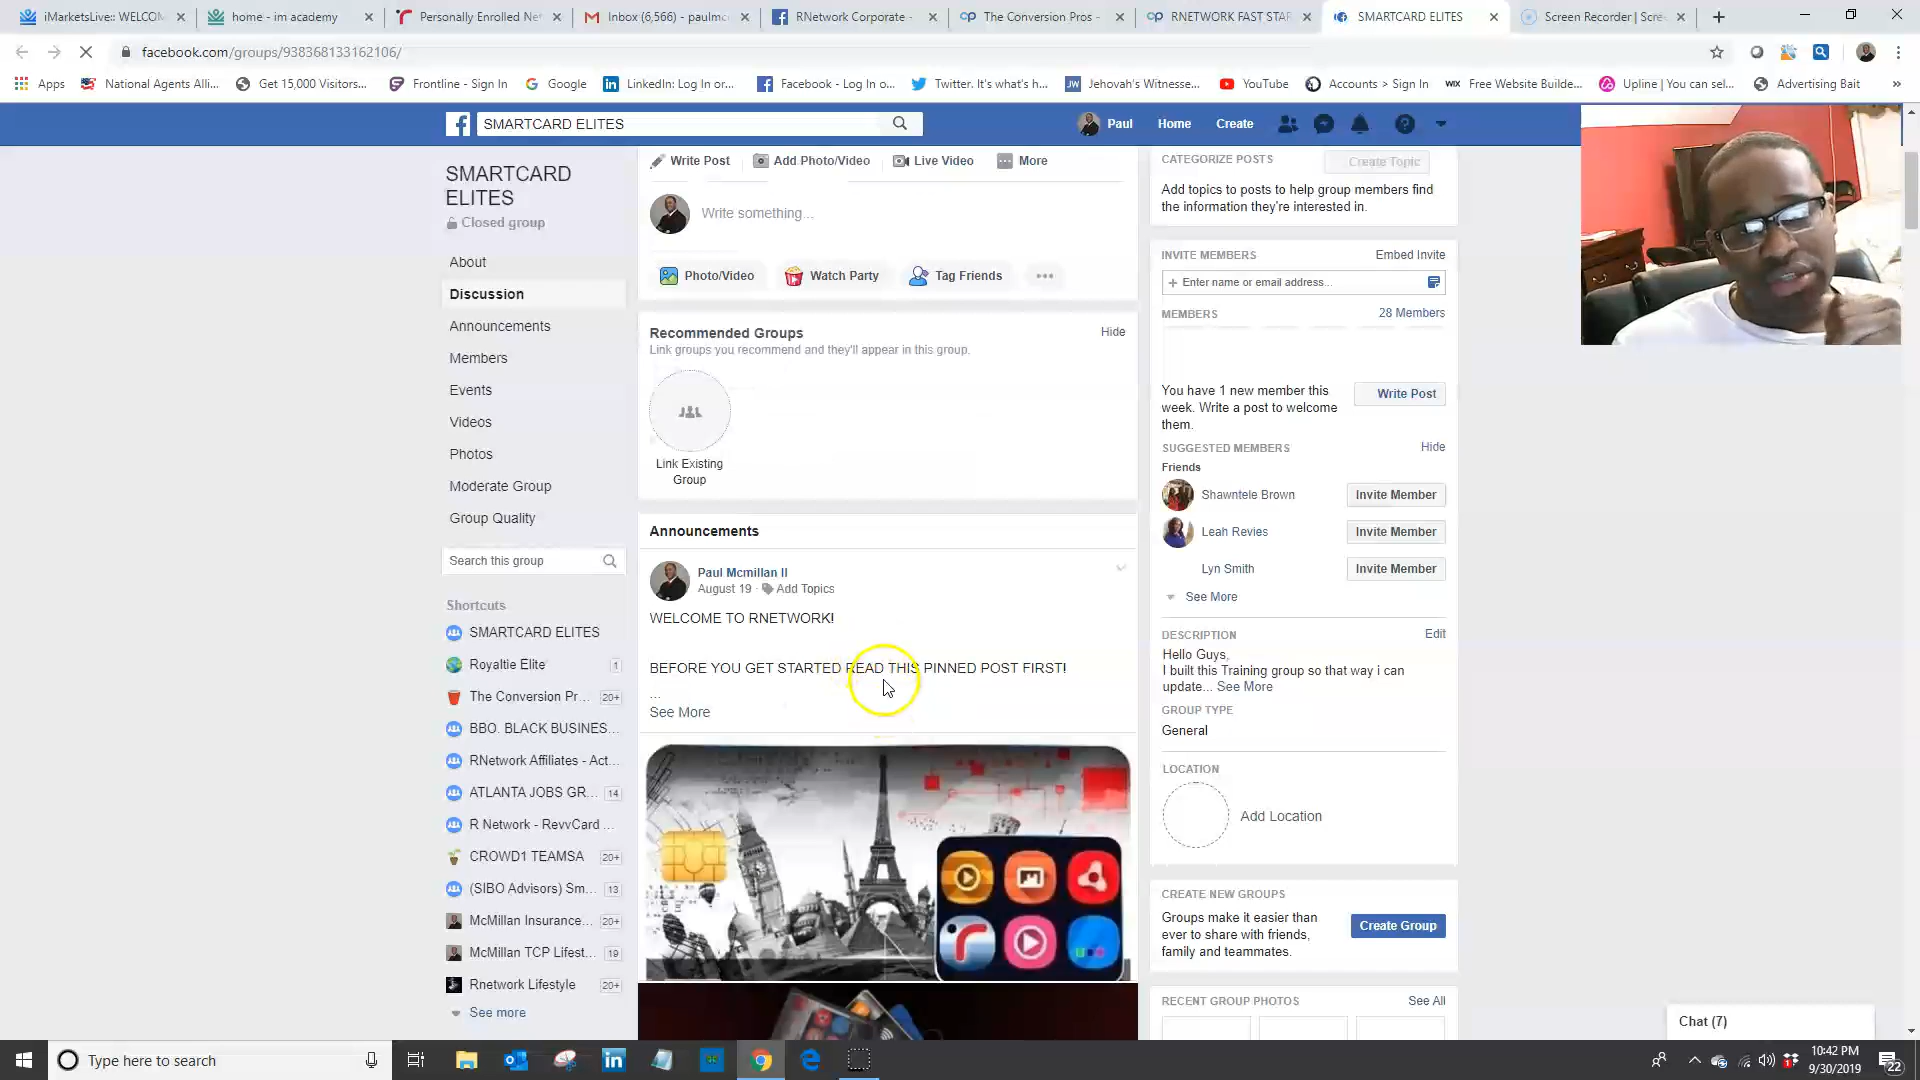 iMarketsLive:: WELCOM
home - im academy
Personally Enrolled Net
Inbox (6,566) - paulmc
RNetwork Corporate -
The Conversion Pros -
RNETWORK FAST STAR
SMARTCARD ELITES
Screen Recorder | Scre
facebook.com/groups/938368133162106/
Apps
National Agents Alli...
Get 15,000 Visitors...
Frontline - Sign In
Google
LinkedIn: Log In or...
Facebook - Log In o...
Twitter. It's what's h...
Jehovah's Witnesse...
YouTube
Accounts > Sign In
Free Website Builde...
Upline | You can sel...
Advertising Bait
SMARTCARD ELITES
Paul
Home
Create
SMARTCARD
ELITES
Closed group
About
Discussion
Announcements
Members
Events
Videos
Photos
Moderate Group
Group Quality
Search this group
Shortcuts
SMARTCARD ELITES
Royaltie Elite 1
The Conversion Pr... 20+
BBO. BLACK BUSINES...
RNetwork Affiliates - Act...
ATLANTA JOBS GR... 14
R Network - RevvCard ...
CROWD1 TEAMSA 20+
(SIBO Advisors) Sm... 13
McMillan Insurance... 20+
McMillan TCP Lifest... 19
Rnetwork Lifestyle 20+
See more
Write Post
Add Photo/Video
Live Video
More
Write something...
Photo/Video
Watch Party
Tag Friends
Recommended Groups
Hide
Link groups you recommend and they'll appear in this group.
Link Existing
Group
Announcements
Paul Mcmillan II
August 19 · Add Topics
WELCOME TO RNETWORK!
BEFORE YOU GET STARTED READ THIS PINNED POST FIRST!
...
See More
CATEGORIZE POSTS
Create Topic
Add topics to posts to help group members find
the information they're interested in.
INVITE MEMBERS
Embed Invite
+ Enter name or email address...
MEMBERS
28 Members
You have 1 new member this
week. Write a post to welcome
them.
Write Post
SUGGESTED MEMBERS
Hide
Friends
Shawntele Brown
Invite Member
Leah Revies
Invite Member
Lyn Smith
Invite Member
See More
DESCRIPTION
Edit
Hello Guys,
I built this Training group so that way i can
update... See More
GROUP TYPE
General
LOCATION
Add Location
CREATE NEW GROUPS
Groups make it easier than
ever to share with friends,
family and teammates.
Create Group
RECENT GROUP PHOTOS
See All
Chat (7)
Type here to search
10:42 PM
9/30/2019
22